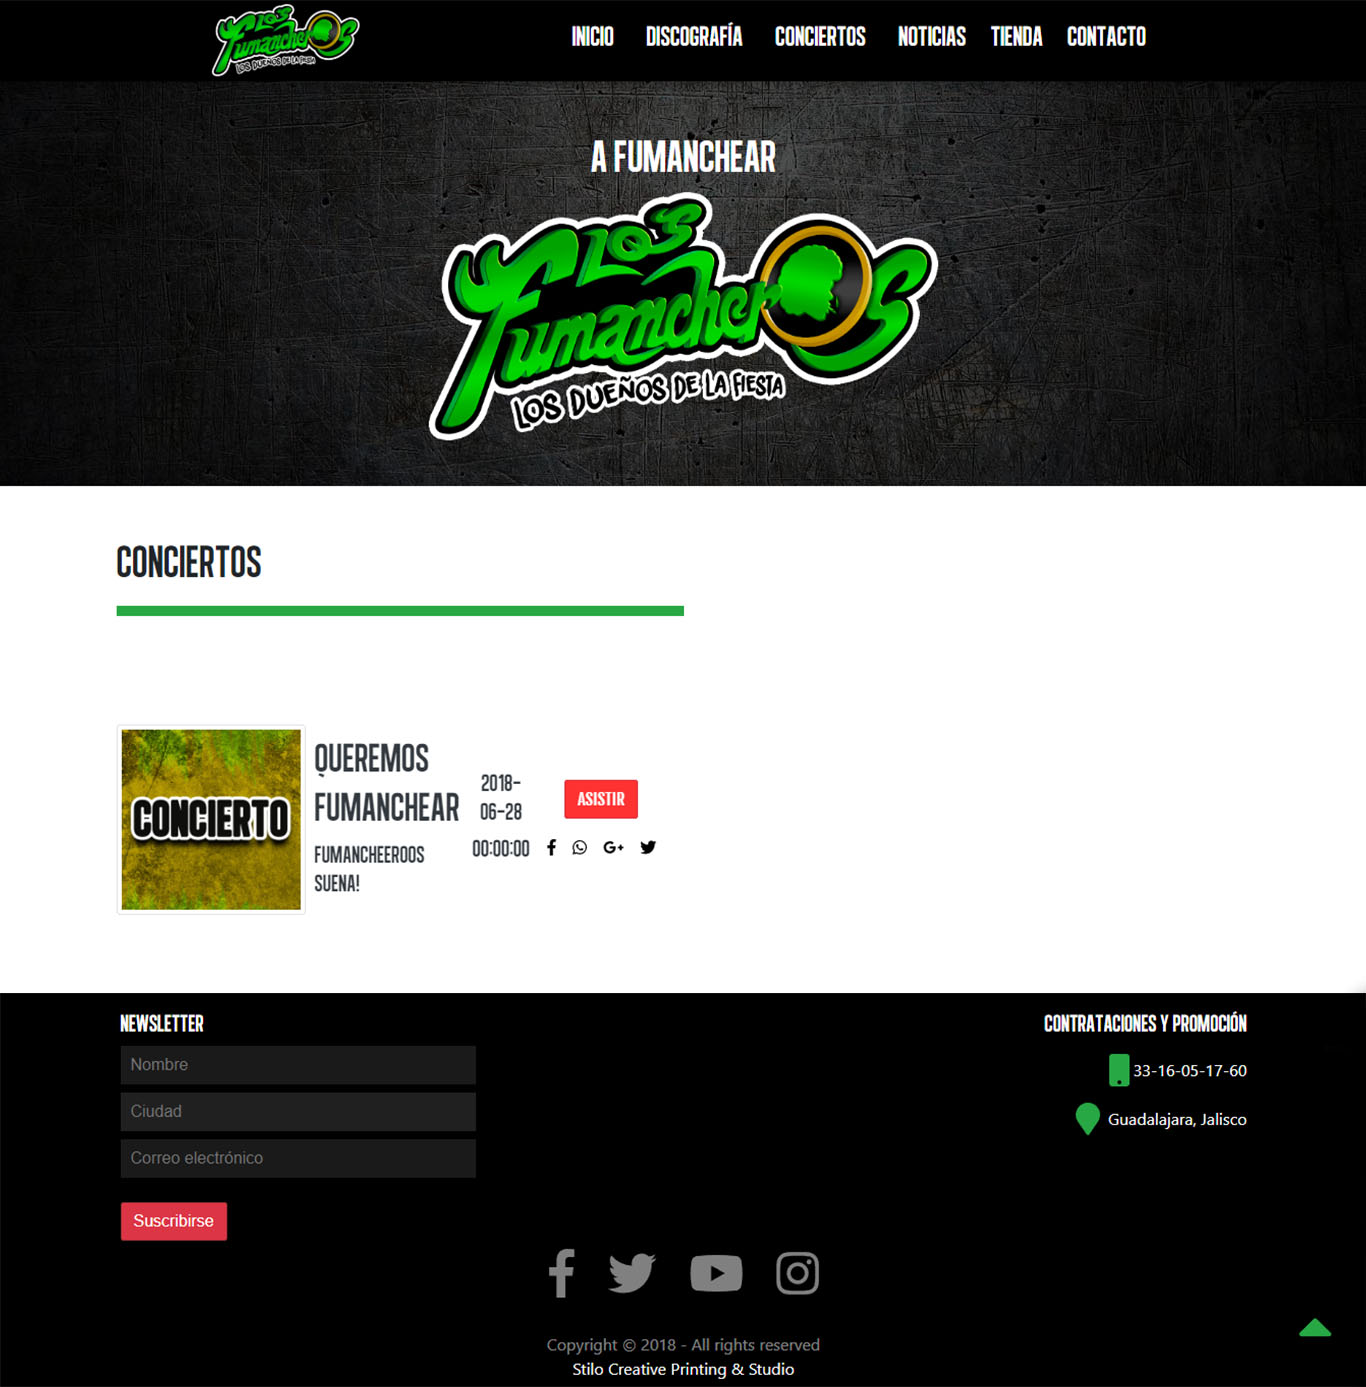 Los
Fumancheros
LOS DUEÑOS DE LA FIESTA
INICIO DISCOGRAFÍA CONCIERTOS NOTICIAS TIENDA CONTACTO
A FUMANCHEAR
Los
Fumancheros
LOS DUEÑOS DE LA FIESTA
CONCIERTOS
CONCIERTO
QUEREMOS
FUMANCHEAR
FUMANCHEEROOS
SUENA!
2018-
06-28
00:00:00
ASISTIR
NEWSLETTER
Nombre
Ciudad
Correo electrónico
Suscribirse
CONTRATACIONES Y PROMOCIÓN
33-16-05-17-60
Guadalajara, Jalisco
Copyright © 2018 - All rights reserved
Stilo Creative Printing & Studio